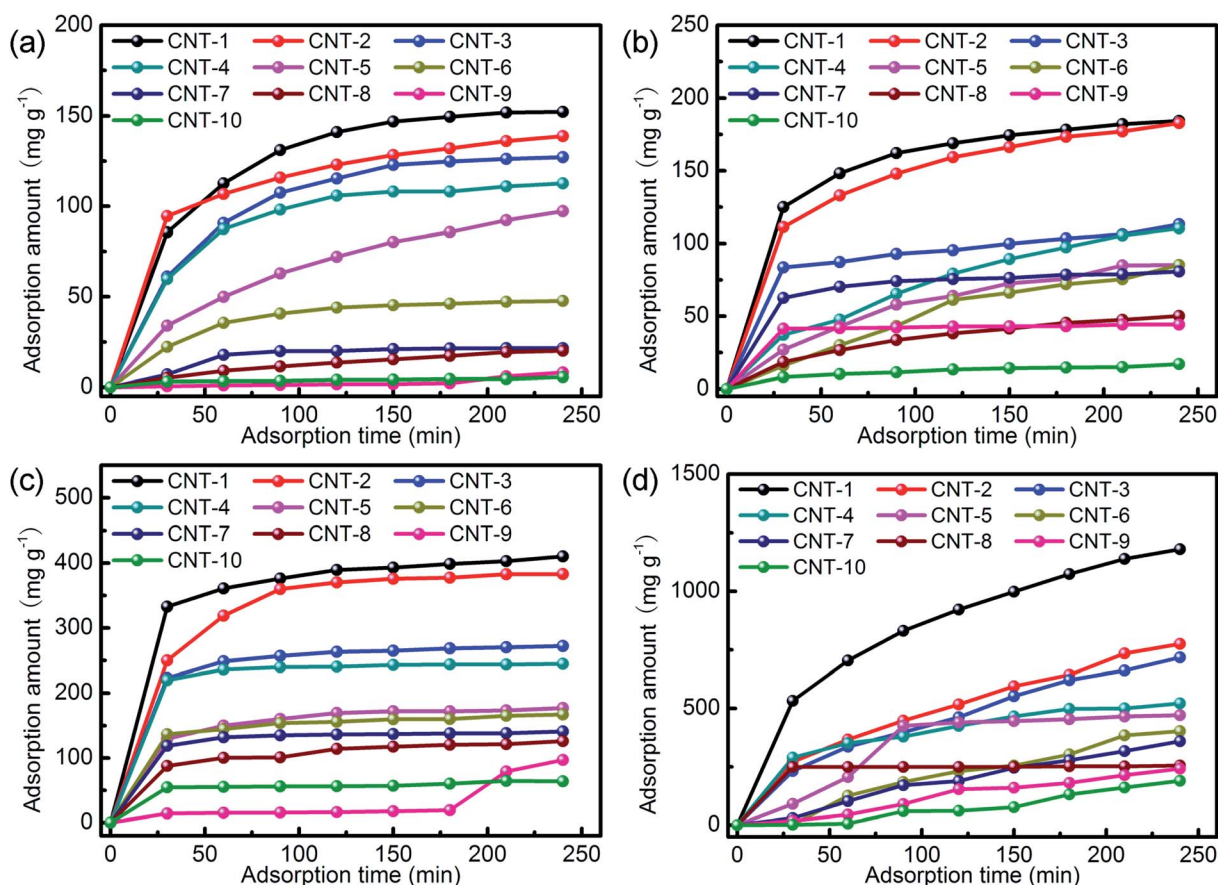 (a)
200
150
100
50
0
CNT-1 CNT-2 CNT-3
CNT-4 CNT-5 CNT-6
CNT-7 CNT-8 CNT-9
CNT-10
Adsorption amount (mg g⁻¹)
0 50 100 150 200 250
Adsorption time (min)
(b)
250
200
150
100
50
0
CNT-1 CNT-2 CNT-3
CNT-4 CNT-5 CNT-6
CNT-7 CNT-8 CNT-9
CNT-10
Adsorption amount (mg g⁻¹)
0 50 100 150 200 250
Adsorption time (min)
(c)
500
400
300
200
100
0
CNT-1 CNT-2 CNT-3
CNT-4 CNT-5 CNT-6
CNT-7 CNT-8 CNT-9
CNT-10
Adsorption amount (mg g⁻¹)
0 50 100 150 200 250
Adsorption time (min)
(d)
1500
1000
500
0
CNT-1 CNT-2 CNT-3
CNT-4 CNT-5 CNT-6
CNT-7 CNT-8 CNT-9
CNT-10
Adsorption amount (mg g⁻¹)
0 50 100 150 200 250
Adsorption time (min)